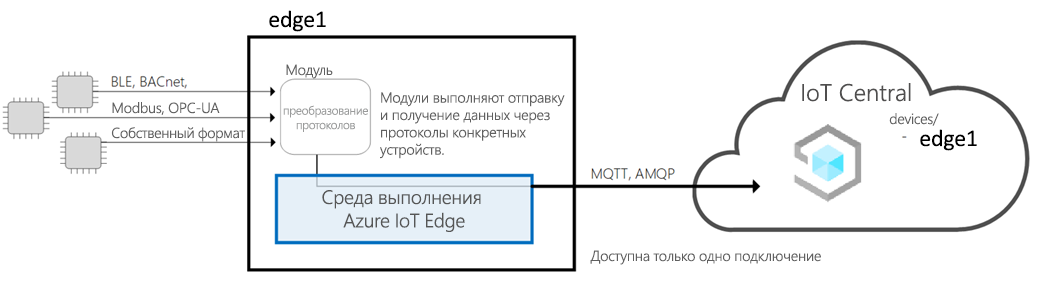 edge1
Модуль
BLE, BACnet,
Modbus, OPC-UA
Собственный формат
преобразование
протоколов
Модули выполняют отправку
и получение данных через
протоколы конкретных
устройств.
Среда выполнения
Azure IoT Edge
MQTT, AMQP
IoT Central
devices/
- edge1
Доступна только одно подключение